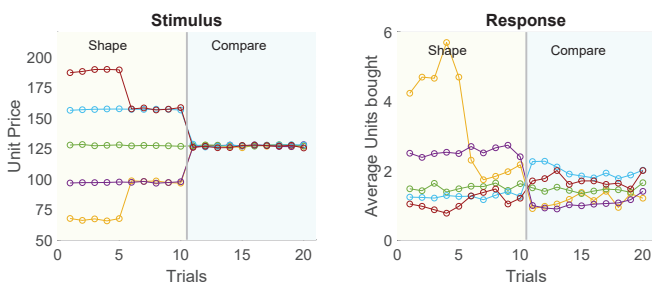 Stimulus
Shape
Compare
Unit Price
200
175
150
125
100
75
50
0
5
10
15
20
Trials
Response
Shape
Compare
Average Units bought
6
4
2
0
0
5
10
15
20
Trials